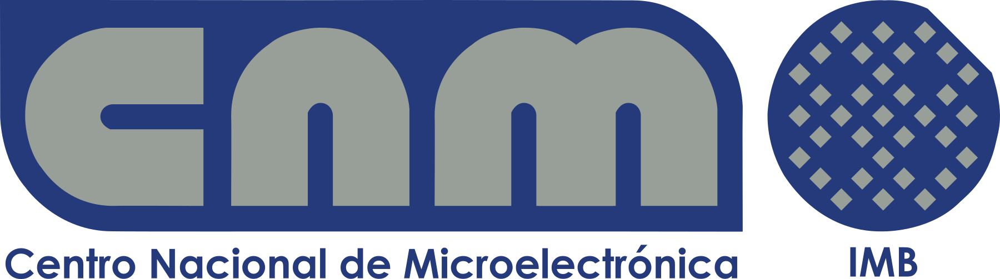 cnm
Centro Nacional de Microelectrónica
IMB